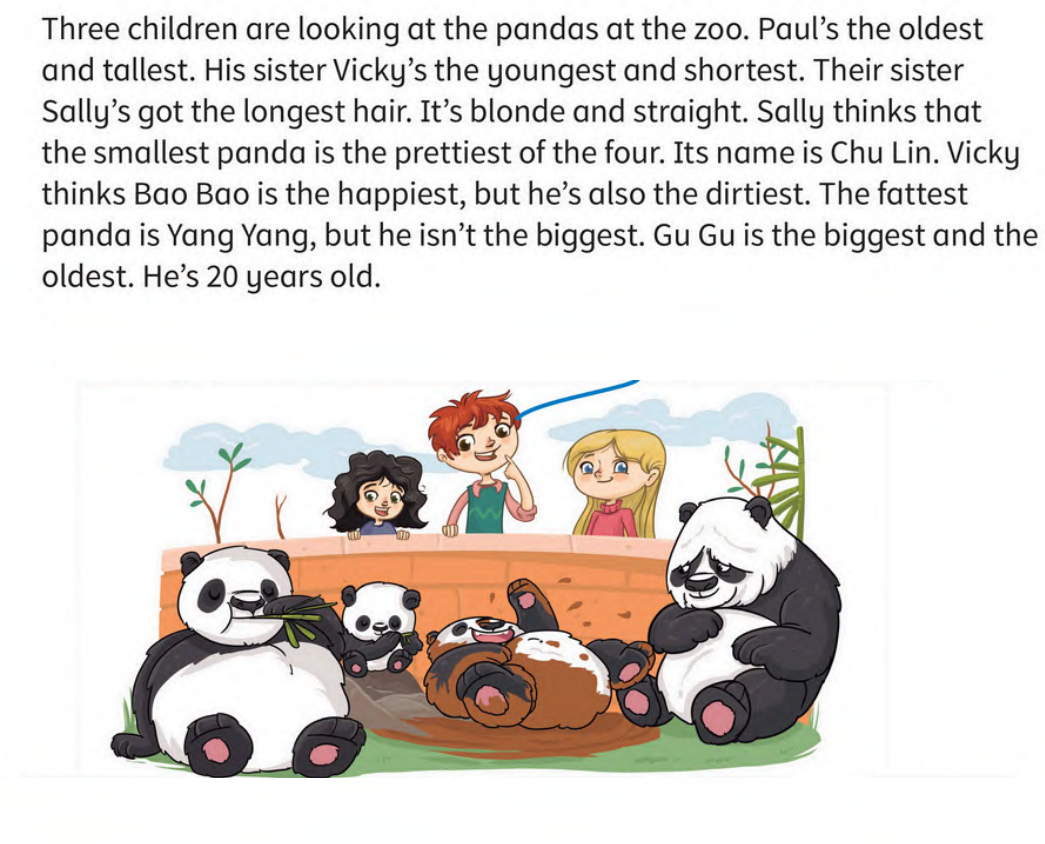 Three children are looking at the pandas at the zoo. Paul’s the oldest
and tallest. His sister Vicky’s the youngest and shortest. Their sister
Sally’s got the longest hair. It’s blonde and straight. Sally thinks that
the smallest panda is the prettiest of the four. Its name is Chu Lin. Vicky
thinks Bao Bao is the happiest, but he’s also the dirtiest. The fattest
panda is Yang Yang, but he isn’t the biggest. Gu Gu is the biggest and the
oldest. He’s 20 years old.